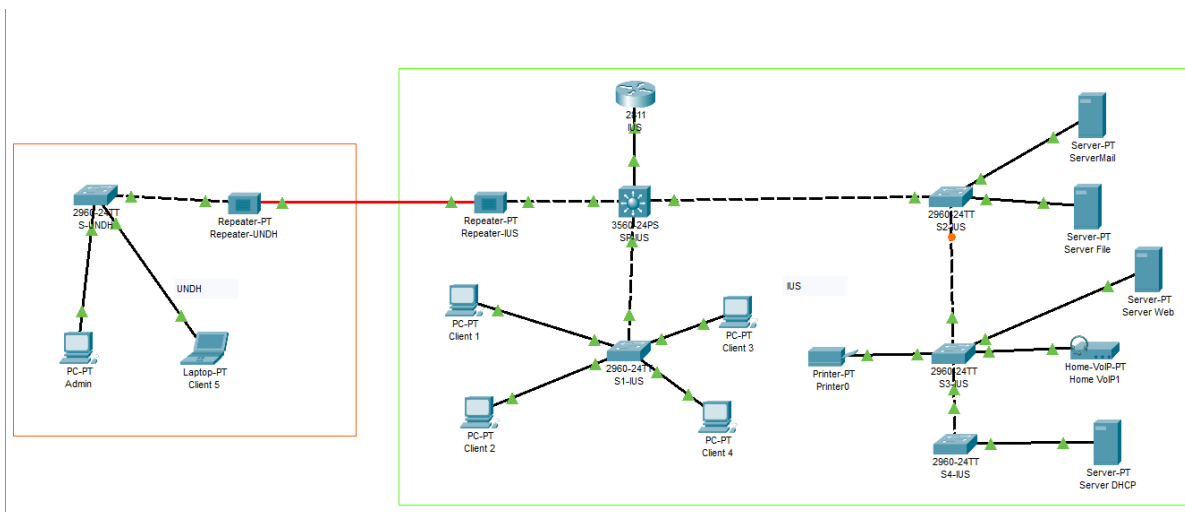 2811
IUS
Server-PT
ServerMail
2960-24TT
S-UNDH
Repeater-PT
Repeater-UNDH
Repeater-PT
Repeater-IUS
3560-24PS
SP-IUS
2960-24TT
S2-IUS
Server-PT
Server File
UNDH
IUS
Server-PT
Server Web
PC-PT
Client 1
PC-PT
Client 3
PC-PT
Admin
Laptop-PT
Client 5
2960-24TT
S1-IUS
Printer-PT
Printer0
2960-24TT
S3-IUS
Home-VoIP-PT
Home VoIP1
PC-PT
Client 2
PC-PT
Client 4
2960-24TT
S4-IUS
Server-PT
Server DHCP